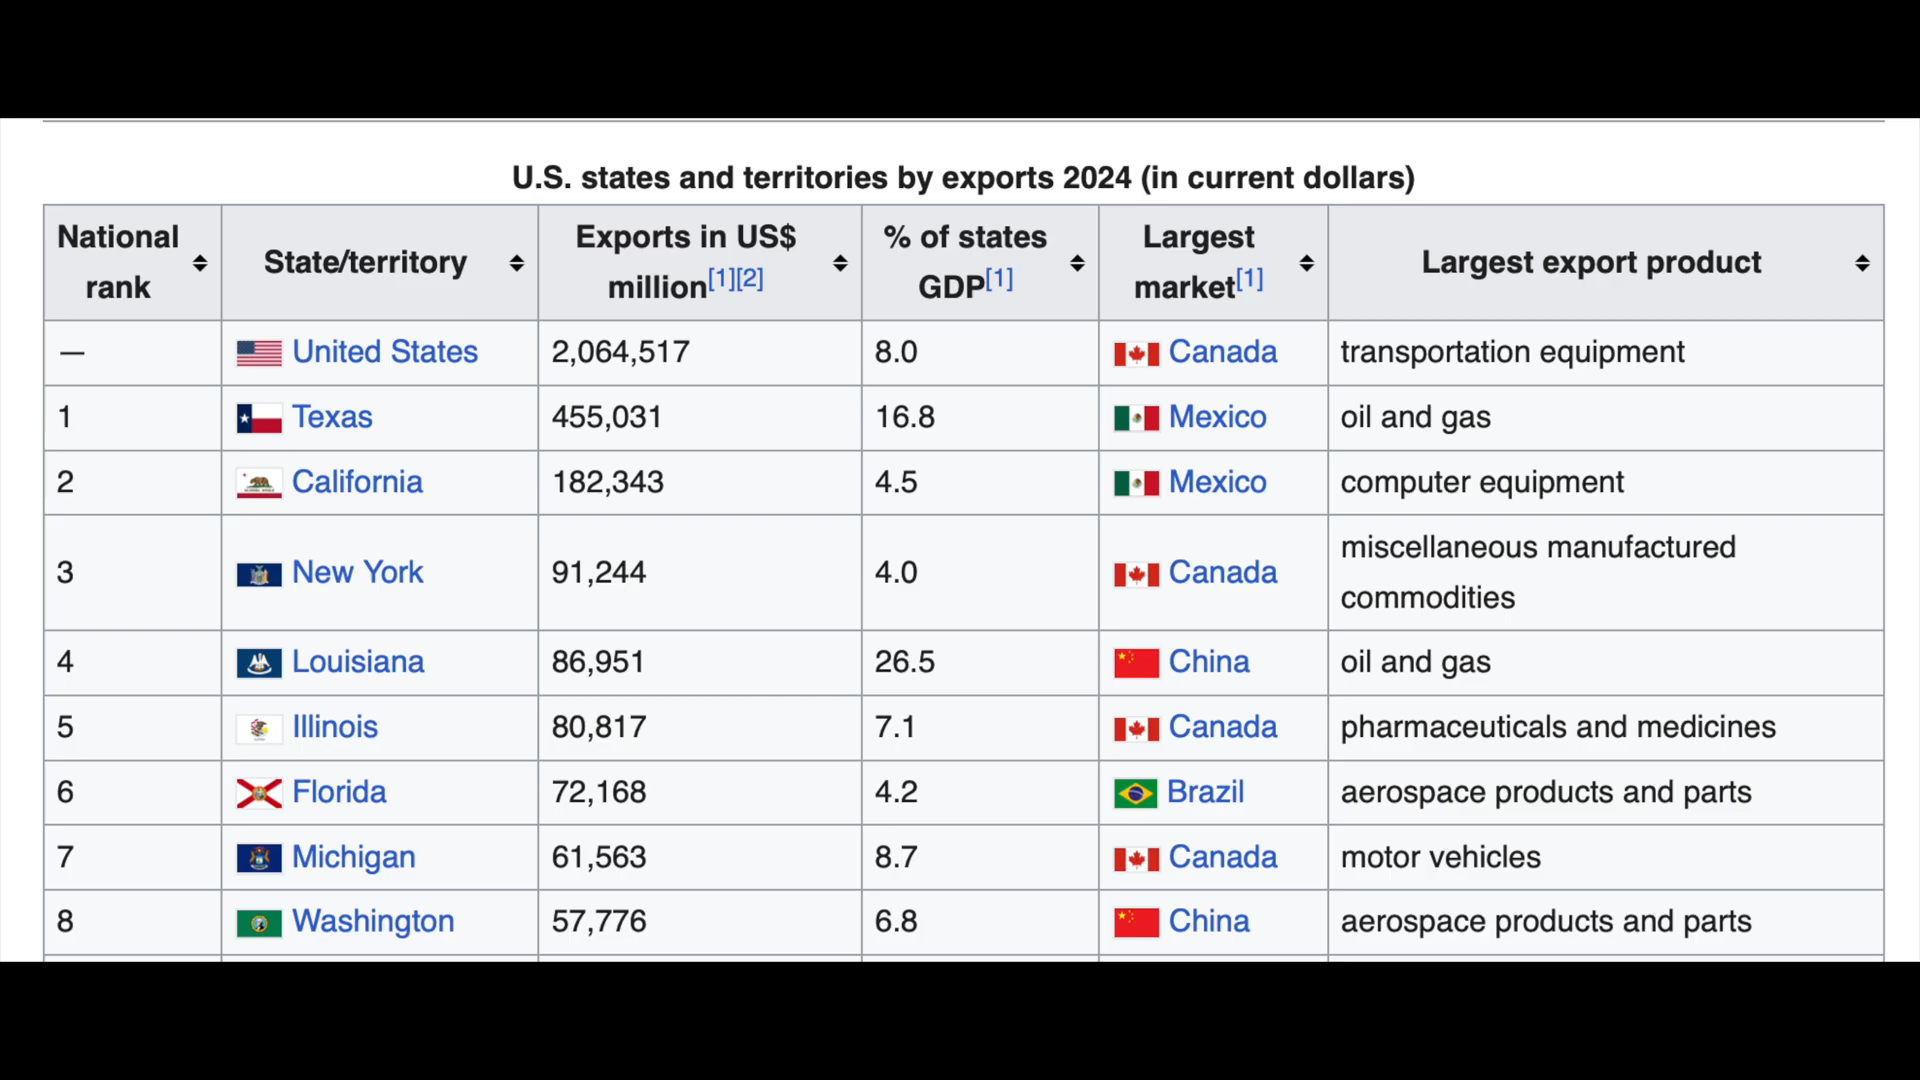 U.S. states and territories by exports 2024 (in current dollars)
National rank State/territory Exports in US$ million[1][2] % of states GDP[1] Largest market[1] Largest export product
— United States 2,064,517 8.0 Canada transportation equipment
1 Texas 455,031 16.8 Mexico oil and gas
2 California 182,343 4.5 Mexico computer equipment
3 New York 91,244 4.0 Canada miscellaneous manufactured commodities
4 Louisiana 86,951 26.5 China oil and gas
5 Illinois 80,817 7.1 Canada pharmaceuticals and medicines
6 Florida 72,168 4.2 Brazil aerospace products and parts
7 Michigan 61,563 8.7 Canada motor vehicles
8 Washington 57,776 6.8 China aerospace products and parts